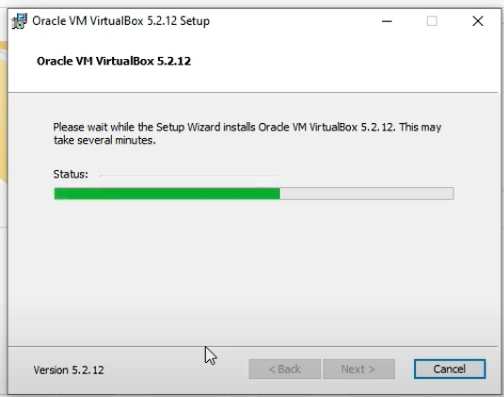 Oracle VM VirtualBox 5.2.12 Setup
Oracle VM VirtualBox 5.2.12
Please wait while the Setup Wizard installs Oracle VM VirtualBox 5.2.12. This may
take several minutes.
Status:
Version 5.2.12
< Back
Next >
Cancel